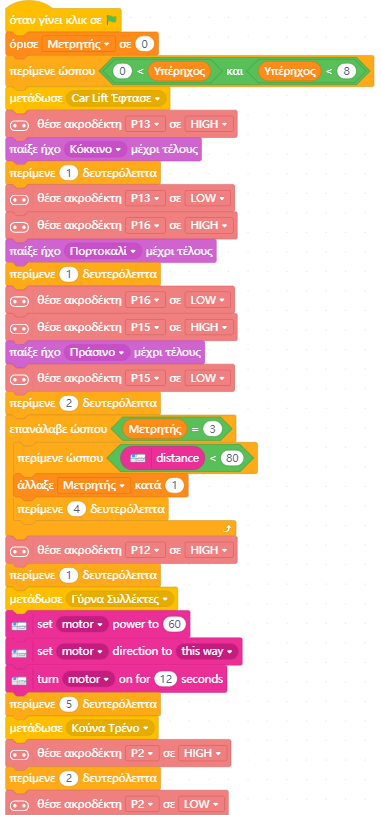 όταν γίνει κλικ σε
όρισε Μετρητής σε 0
περίμενε ώσπου 0 < Υπέρηχος και Υπέρηχος < 8
μετάδωσε Car Lift Έφτασε
θέσε ακροδέκτη P13 σε HIGH
παίξε ήχο Κόκκινο μέχρι τέλους
περίμενε 1 δευτερόλεπτα
θέσε ακροδέκτη P13 σε LOW
θέσε ακροδέκτη P16 σε HIGH
παίξε ήχο Πορτοκαλί μέχρι τέλους
περίμενε 1 δευτερόλεπτα
θέσε ακροδέκτη P16 σε LOW
θέσε ακροδέκτη P15 σε HIGH
παίξε ήχο Πράσινο μέχρι τέλους
θέσε ακροδέκτη P15 σε LOW
περίμενε 2 δευτερόλεπτα
επανάλαβε ώσπου Μετρητής = 3
περίμενε ώσπου distance < 80
άλλαξε Μετρητής κατά 1
περίμενε 4 δευτερόλεπτα
θέσε ακροδέκτη P12 σε HIGH
περίμενε 1 δευτερόλεπτα
μετάδωσε Γύρνα Συλλέκτες
set motor power to 60
set motor direction to this way
turn motor on for 12 seconds
περίμενε 5 δευτερόλεπτα
μετάδωσε Κούνα Τρένο
θέσε ακροδέκτη P2 σε HIGH
περίμενε 2 δευτερόλεπτα
θέσε ακροδέκτη P2 σε LOW